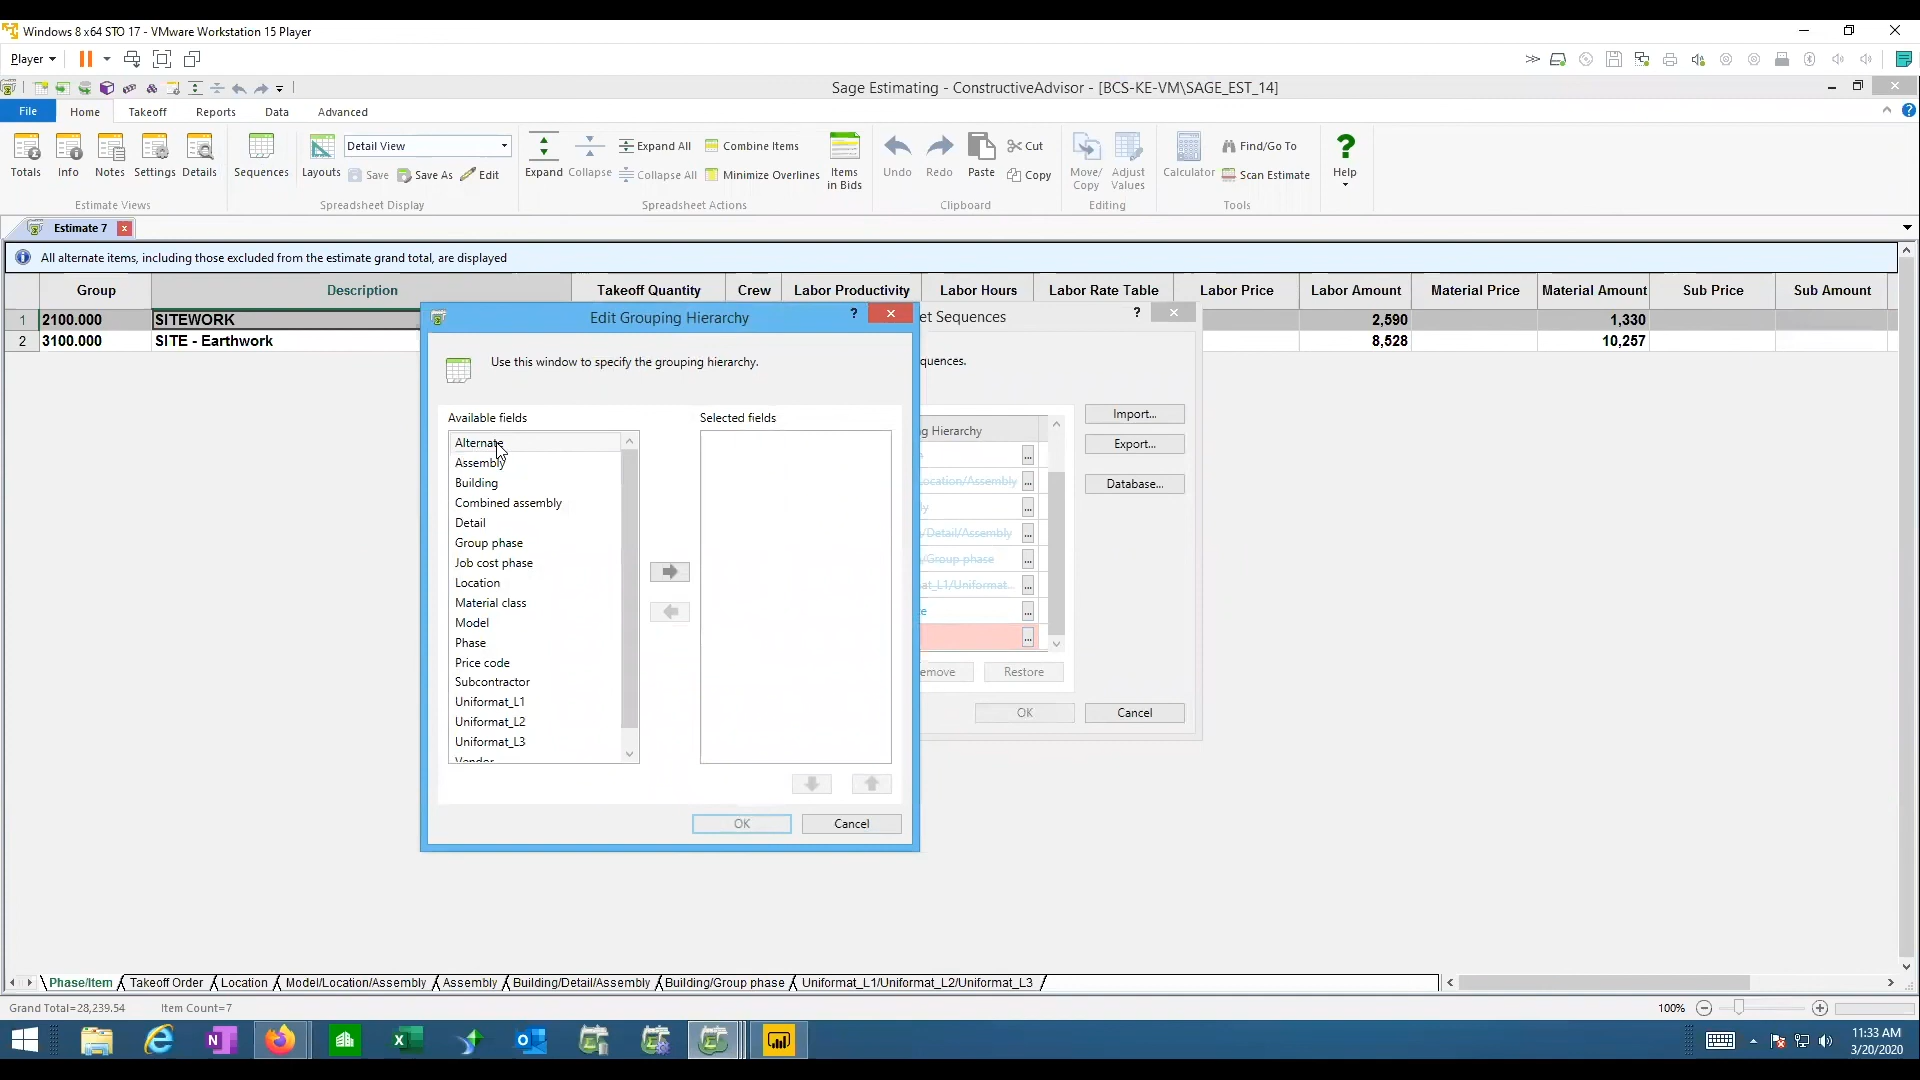 Windows 8 x64 STO 17 - VMware Workstation 15 Player
Player
Sage Estimating - ConstructiveAdvisor - [BCS-KE-VM\SAGE_EST_14]
File Home Takeoff Reports Data Advanced
Totals Info Notes Settings Details
Estimate Views
Sequences
Layouts
Detail View
Save Save As Edit
Spreadsheet Display
Expand Collapse
Expand All
Collapse All
Combine Items
Minimize Overlines
Items in Bids
Spreadsheet Actions
Undo Redo Paste
Cut
Copy
Clipboard
Move/ Copy
Adjust Values
Editing
Calculator
Find/Go To
Scan Estimate
Tools
Help
Estimate 7
All alternate items, including those excluded from the estimate grand total, are displayed
Group Description Takeoff Quantity Crew Labor Productivity Labor Hours Labor Rate Table Labor Price Labor Amount Material Price Material Amount Sub Price Sub Amount
1 2100.000 SITEWORK 2,590 1,330
2 3100.000 SITE - Earthwork 8,528 10,257
Edit Grouping Hierarchy ?
Use this window to specify the grouping hierarchy.
Available fields
Alternate
Assembly
Building
Combined assembly
Detail
Group phase
Job cost phase
Location
Material class
Model
Phase
Price code
Subcontractor
Uniformat_L1
Uniformat_L2
Uniformat_L3
Vendor
Selected fields
OK Cancel
et Sequences ?
quences.
g Hierarchy
...
ocation/Assembly ...
y ...
/Detail/Assembly ...
/Group phase ...
at_L1/Uniformat... ...
e ...
...
emove Restore
Import...
Export...
Database...
OK Cancel
Phase/Item Takeoff Order Location Model/Location/Assembly Assembly Building/Detail/Assembly Building/Group phase Uniformat_L1/Uniformat_L2/Uniformat_L3
Grand Total=28,239.54 Item Count=7
100%
11:33 AM
3/20/2020